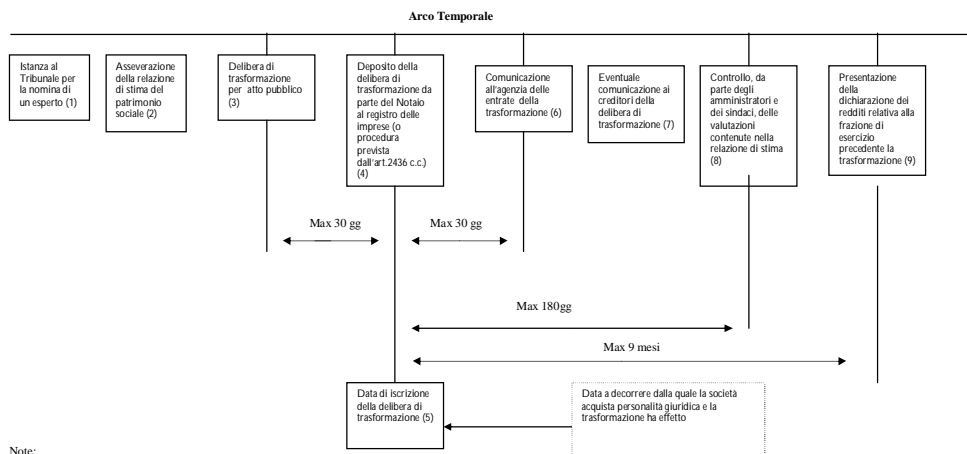 Arco Temporale
Istanza al
Tribunale per
la nomina di
un esperto (1)
Asseverazione
della relazione
di stima del
patrimonio
sociale (2)
Delibera di
trasformazione
per atto pubblico
(3)
Deposito della
delibera di
trasformazione da
parte del Notaio
al registro delle
imprese (o
procedura
prevista
dall'art.2436 c.c.)
(4)
Comunicazione
all'agenzia delle
entrate della
trasformazione (6)
Eventuale
comunicazione ai
creditori della
delibera di
trasformazione (7)
Controllo, da
parte degli
amministratori e
dei sindaci, delle
valutazioni
contenute nella
relazione di stima
(8)
Presentazione
della
dichiarazione dei
redditi relativa alla
frazione di
esercizio
precedente la
trasformazione (9)
Max 30 gg
Max 30 gg
Max 180gg
Max 9 mesi
Data di iscrizione
della delibera di
trasformazione (5)
Data a decorrere dalla quale la società
acquista personalità giuridica e la
trasformazione ha effetto
Note: